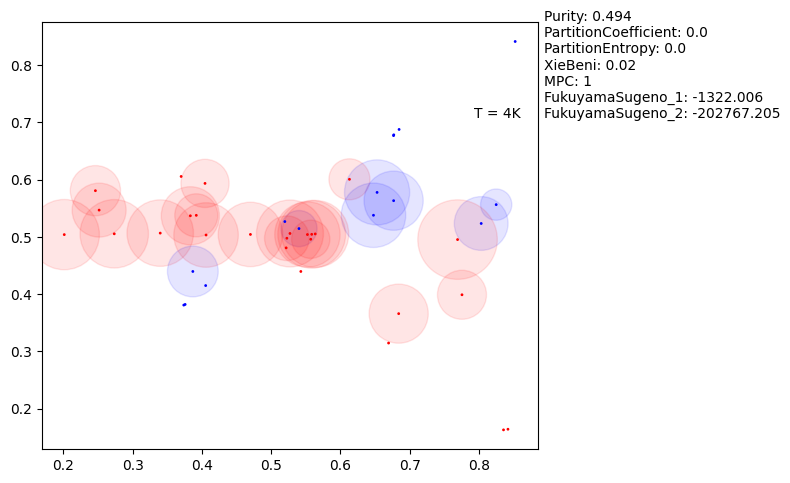 Purity: 0.494
PartitionCoefficient: 0.0
PartitionEntropy: 0.0
XieBeni: 0.02
MPC: 1
FukuyamaSugeno_1: -1322.006
FukuyamaSugeno_2: -202767.205
T = 4K
0.8
0.7
0.6
0.5
0.4
0.3
0.2
0.2 0.3 0.4 0.5 0.6 0.7 0.8